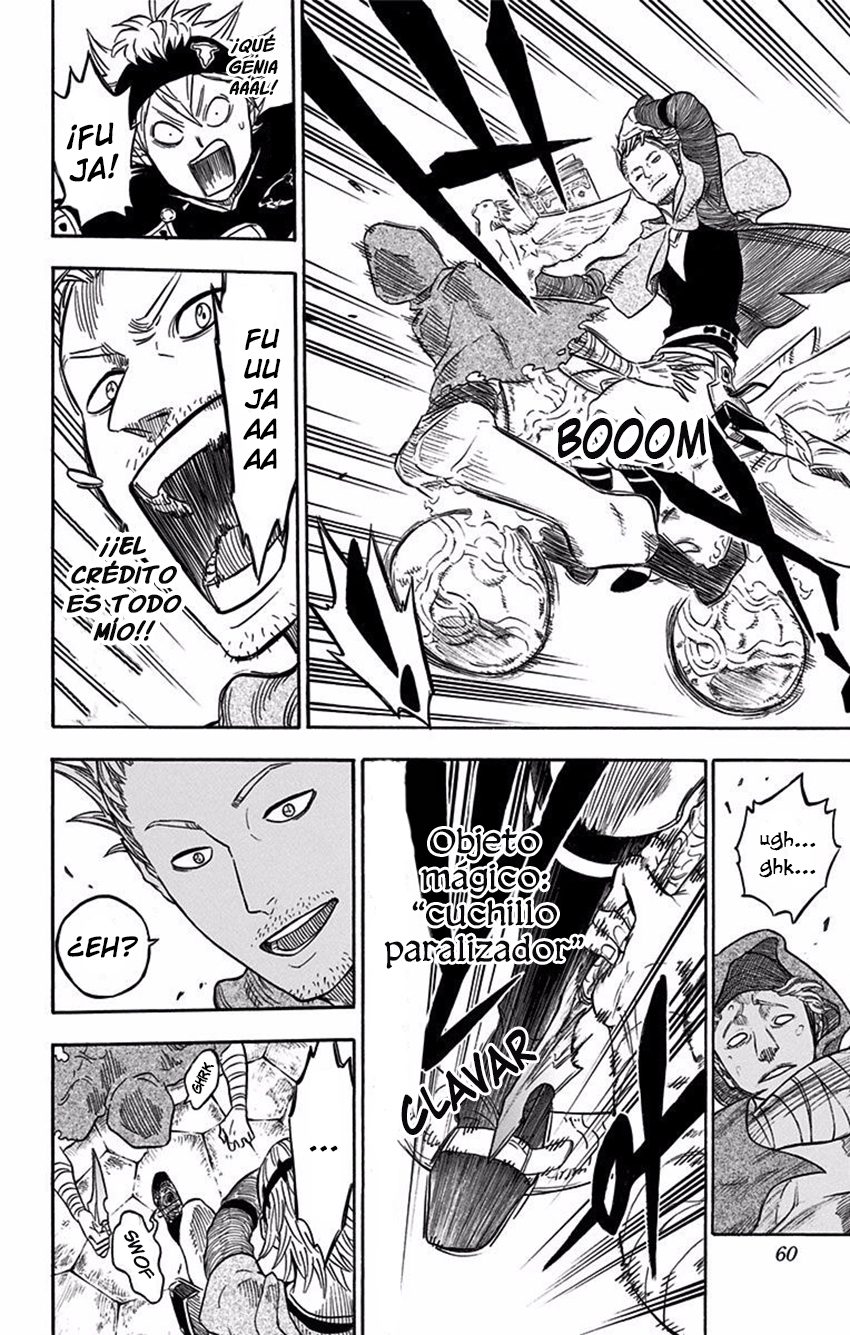 BOOOM
¡QUÉ
GENIA
AAAL!
¡FU
JA!
FU
UU
JA
AA
AA
¡¡EL
CRÉDITO
ES TODO
MÍO!!
ugh...
ghk...
Objeto
mágico:
“cuchillo
paralizador”
CLAVAR
¿EH?
...
GHRK
SWOF
60